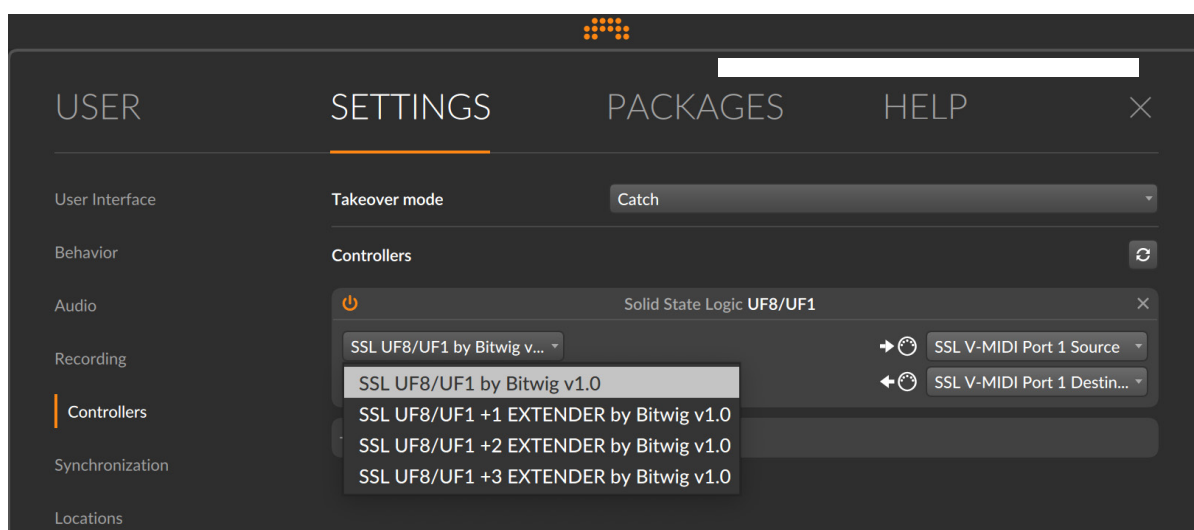 USER
SETTINGS
PACKAGES
HELP
User Interface
Behavior
Audio
Recording
Controllers
Synchronization
Locations
Takeover mode
Catch
Controllers
Solid State Logic UF8/UF1
SSL UF8/UF1 by Bitwig v...
SSL V-MIDI Port 1 Source
SSL V-MIDI Port 1 Destin...
SSL UF8/UF1 by Bitwig v1.0
SSL UF8/UF1 +1 EXTENDER by Bitwig v1.0
SSL UF8/UF1 +2 EXTENDER by Bitwig v1.0
SSL UF8/UF1 +3 EXTENDER by Bitwig v1.0